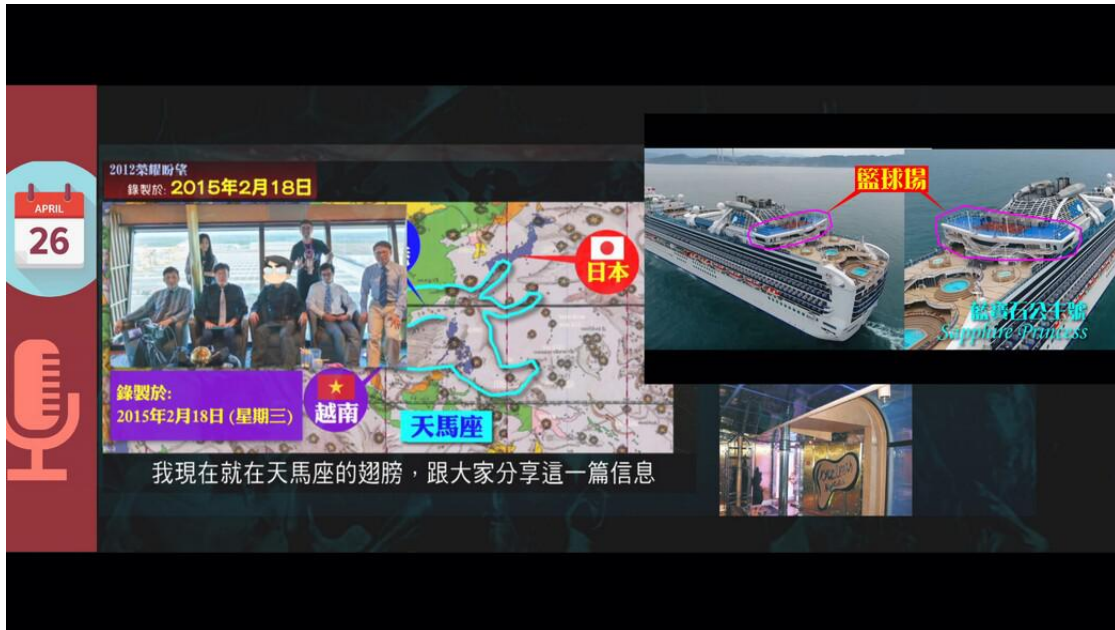 APRIL
26
2012榮耀盼望
錄製於: 2015年2月18日
日本
錄製於:
2015年2月18日 (星期三)
越南
天馬座
我現在就在天馬座的翅膀，跟大家分享這一篇信息
籃球場
藍寶石公主號
Sapphire Princess